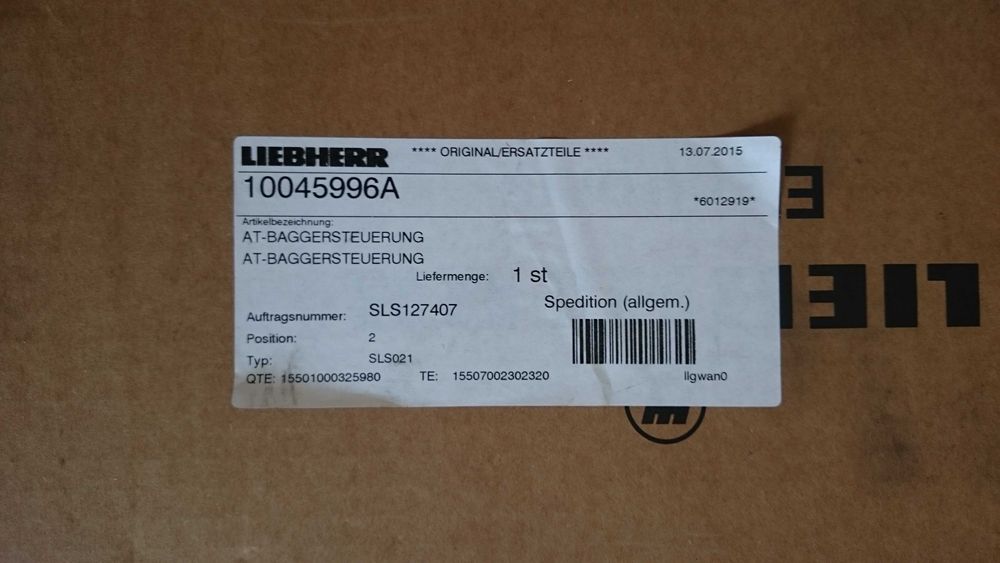 LIEBHERR **** ORIGINAL/ERSATZTEILE **** 13.07.2015
10045996A
*6012919*
Artikelbezeichnung:
AT-BAGGERSTEUERUNG
AT-BAGGERSTEUERUNG
Liefermenge: 1 st
Spedition (allgem.)
Auftragsnummer: SLS127407
Position: 2
Typ: SLS021
QTE: 15501000325980 TE: 15507002302320 llgwan0